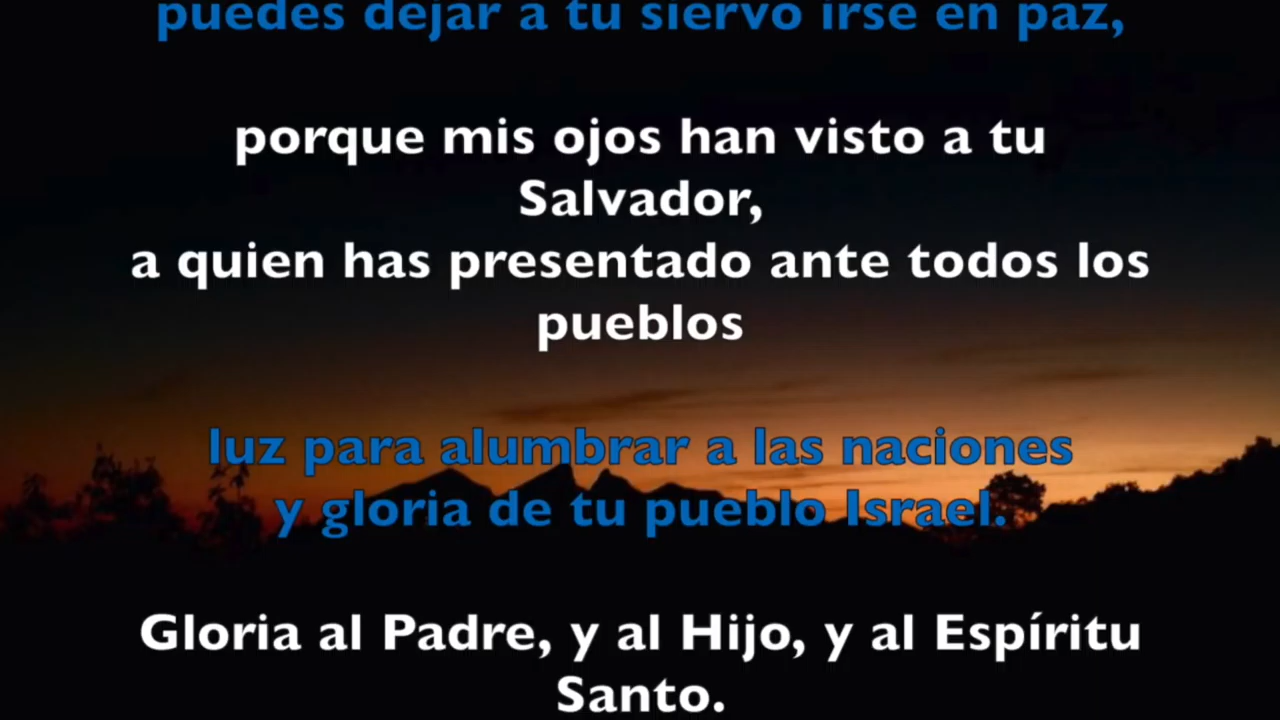 puedes dejar a tu siervo irse en paz,
porque mis ojos han visto a tu
Salvador,
a quien has presentado ante todos los
pueblos
luz para alumbrar a las naciones
y gloria de tu pueblo Israel.
Gloria al Padre, y al Hijo, y al Espíritu
Santo.